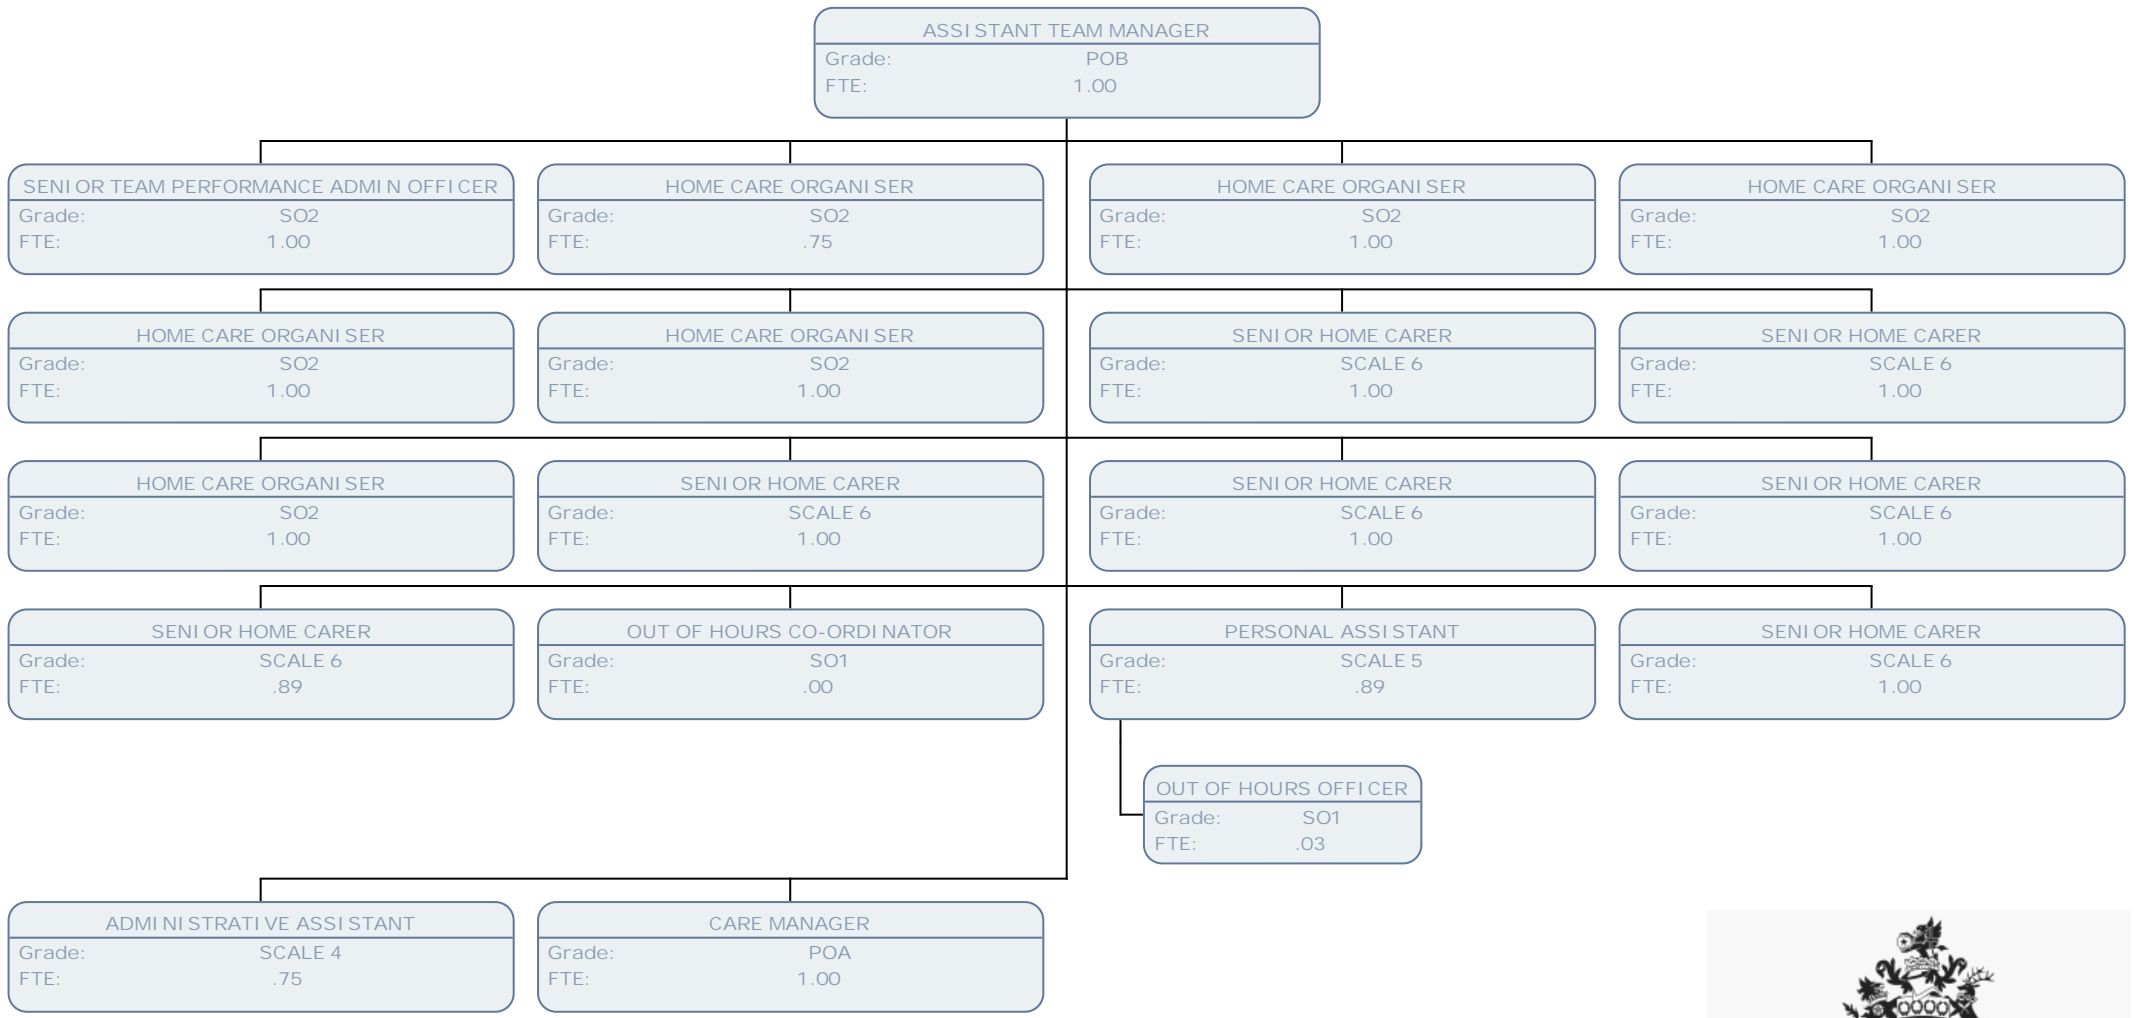 ASSISTANT TEAM MANAGER
Grade: POB
FTE: 1.00
SENIOR TEAM PERFORMANCE ADMIN OFFICER
Grade: SO2
FTE: 1.00
HOME CARE ORGANISER
Grade: SO2
FTE: .75
HOME CARE ORGANISER
Grade: SO2
FTE: 1.00
HOME CARE ORGANISER
Grade: SO2
FTE: 1.00
HOME CARE ORGANISER
Grade: SO2
FTE: 1.00
HOME CARE ORGANISER
Grade: SO2
FTE: 1.00
SENIOR HOME CARER
Grade: SCALE 6
FTE: 1.00
SENIOR HOME CARER
Grade: SCALE 6
FTE: 1.00
HOME CARE ORGANISER
Grade: SO2
FTE: 1.00
SENIOR HOME CARER
Grade: SCALE 6
FTE: 1.00
SENIOR HOME CARER
Grade: SCALE 6
FTE: 1.00
SENIOR HOME CARER
Grade: SCALE 6
FTE: 1.00
SENIOR HOME CARER
Grade: SCALE 6
FTE: .89
OUT OF HOURS CO-ORDINATOR
Grade: SO1
FTE: .00
PERSONAL ASSISTANT
Grade: SCALE 5
FTE: .89
SENIOR HOME CARER
Grade: SCALE 6
FTE: 1.00
OUT OF HOURS OFFICER
Grade: SO1
FTE: .03
ADMINISTRATIVE ASSISTANT
Grade: SCALE 4
FTE: .75
CARE MANAGER
Grade: POA
FTE: 1.00